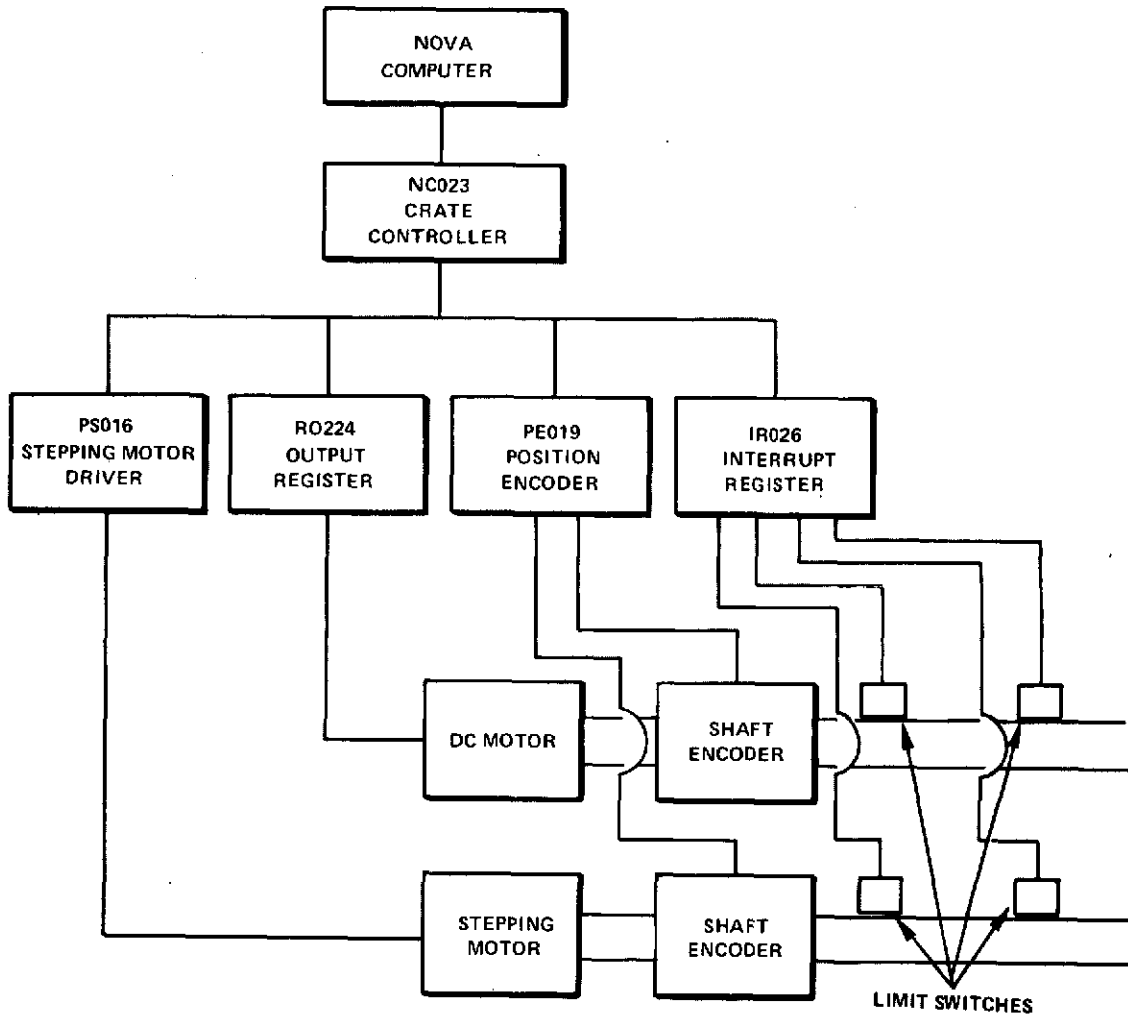 NOVA
COMPUTER
NC023
CRATE
CONTROLLER
PS016
STEPPING MOTOR
DRIVER
RO224
OUTPUT
REGISTER
PE019
POSITION
ENCODER
IR026
INTERRUPT
REGISTER
DC MOTOR
SHAFT
ENCODER
STEPPING
MOTOR
SHAFT
ENCODER
LIMIT SWITCHES